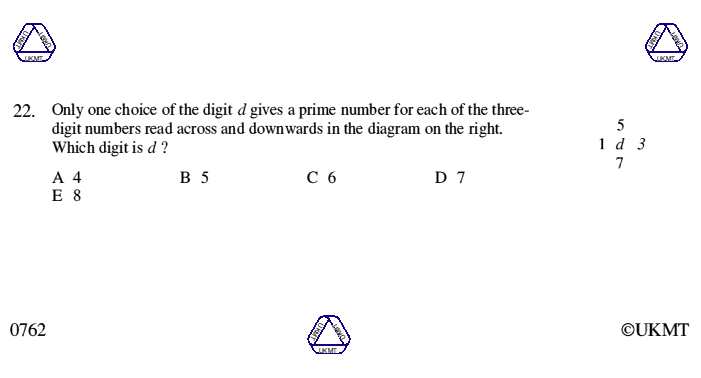 UKMT UKMT UKMT
UKMT UKMT UKMT
22. Only one choice of the digit d gives a prime number for each of the three-
digit numbers read across and downwards in the diagram on the right.
Which digit is d ?
5
1 d 3
7
A 4 B 5 C 6 D 7
E 8
0762
UKMT UKMT UKMT
©UKMT